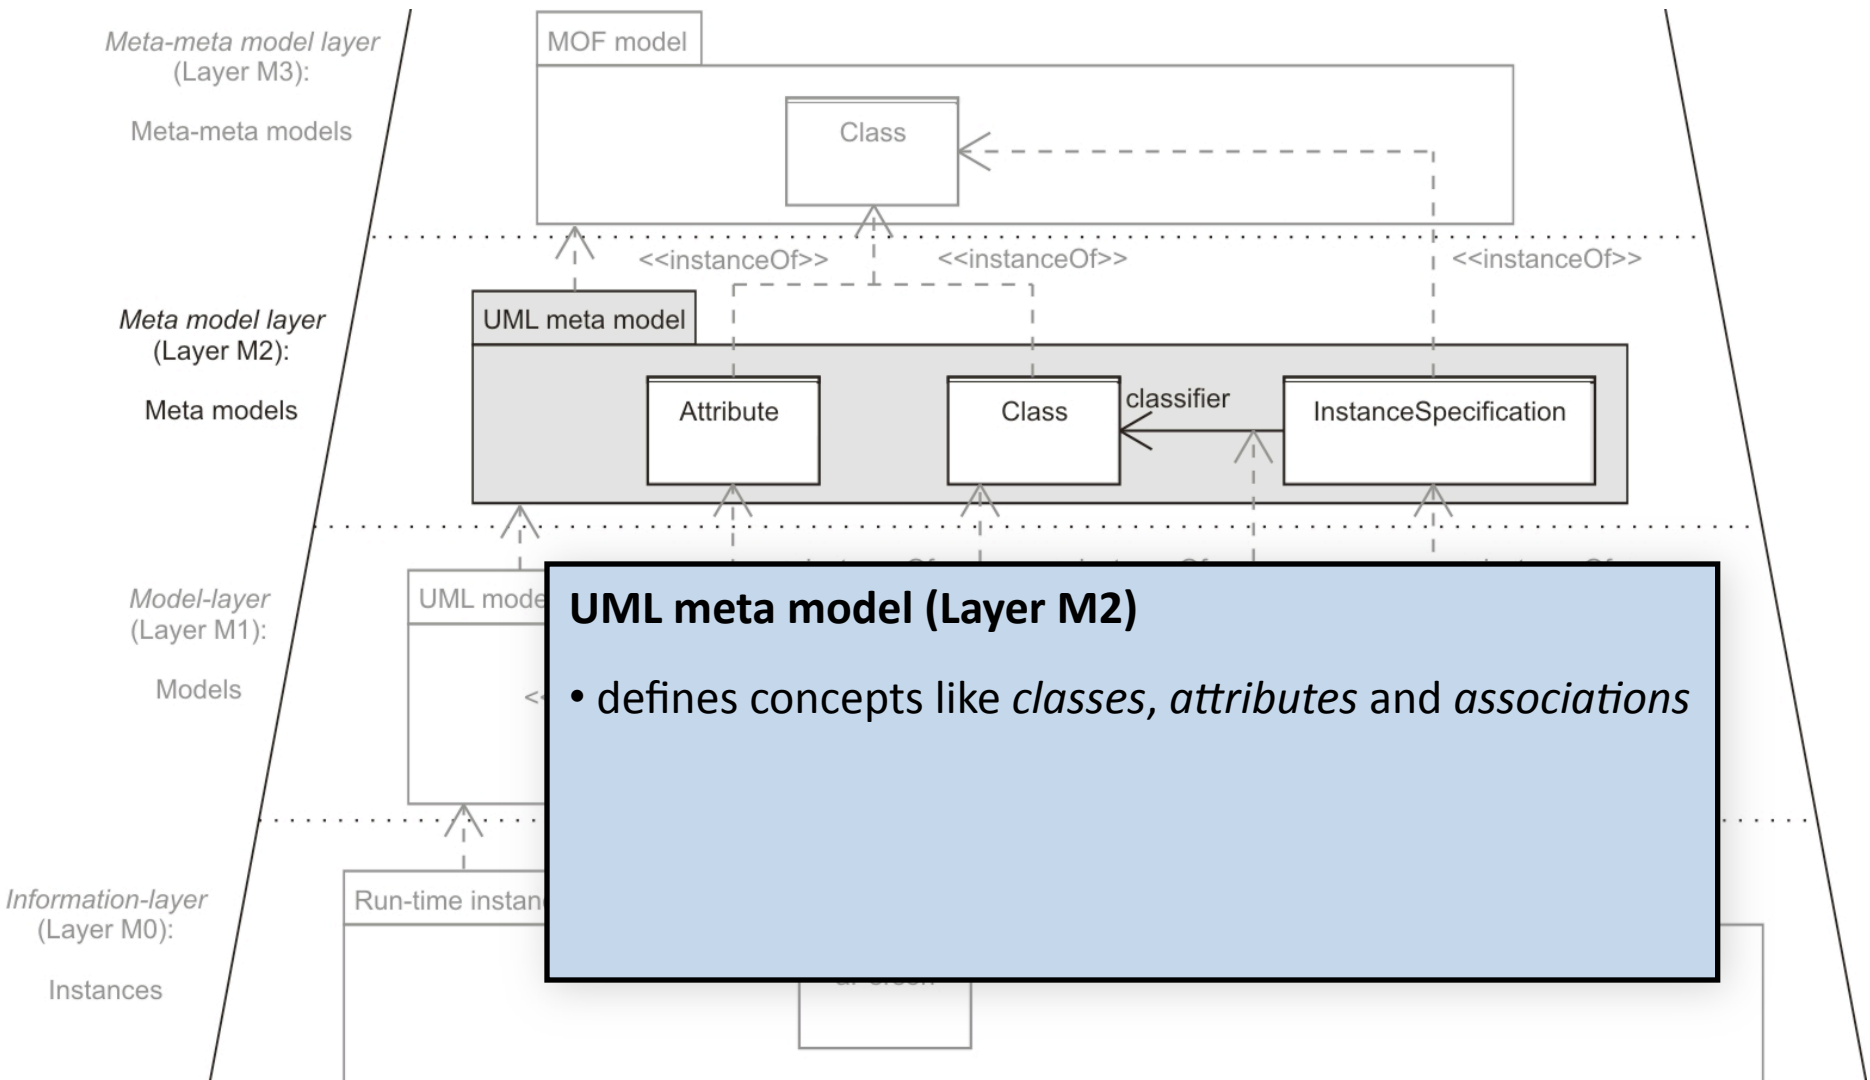 Meta-meta model layer
(Layer M3):
Meta-meta models
MOF model
Class
<<instanceOf>>
<<instanceOf>>
<<instanceOf>>
Meta model layer
(Layer M2):
Meta models
UML meta model
Attribute
Class
classifier
InstanceSpecification
Model-layer
(Layer M1):
Models
UML mode
<<
UML meta model (Layer M2)
• defines concepts like classes, attributes and associations
Information-layer
(Layer M0):
Instances
Run-time instan